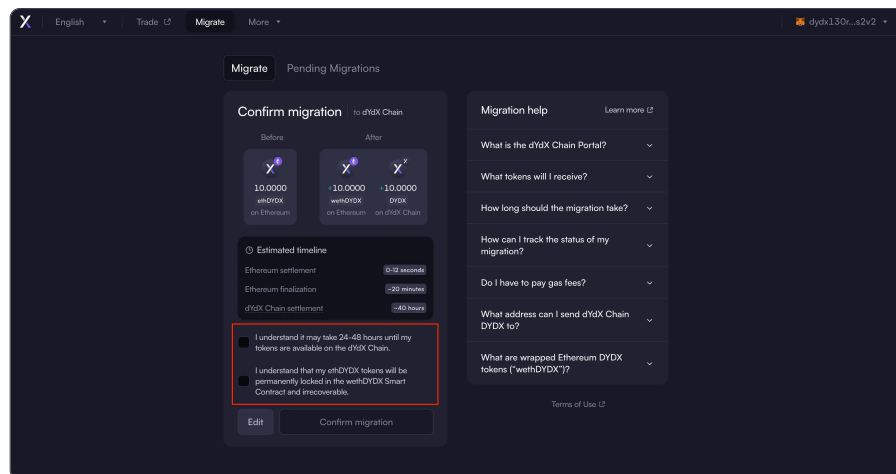 English
Trade
Migrate
More
dydx130r...s2v2
Migrate
Pending Migrations
Confirm migration
to dYdX Chain
Before
After
10.0000
ethDYDX
on Ethereum
+10.0000
wethDYDX
on Ethereum
+10.0000
DYDX
on dYdX Chain
Estimated timeline
Ethereum settlement
0-12 seconds
Ethereum finalization
~20 minutes
dYdX Chain settlement
~40 hours
I understand it may take 24-48 hours until my
tokens are available on the dYdX Chain.
I understand that my ethDYDX tokens will be
permanently locked in the wethDYDX Smart
Contract and irrecoverable.
Edit
Confirm migration
Migration help
Learn more
What is the dYdX Chain Portal?
What tokens will I receive?
How long should the migration take?
How can I track the status of my
migration?
Do I have to pay gas fees?
What address can I send dYdX Chain
DYDX to?
What are wrapped Ethereum DYDX
tokens (“wethDYDX”)?
Terms of Use